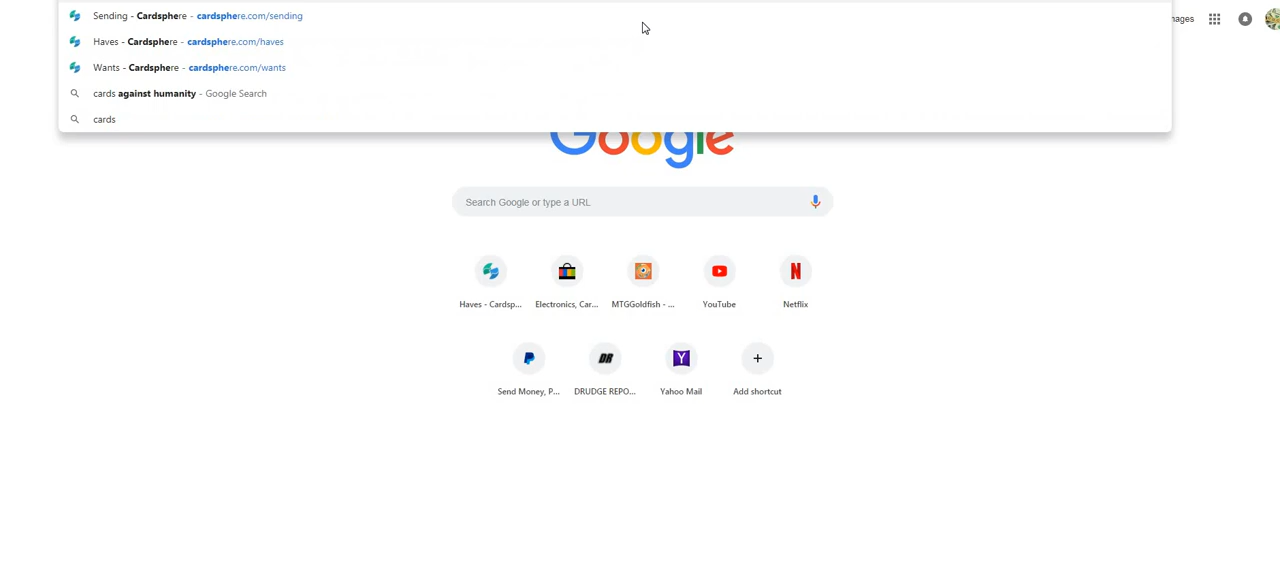 Sending - Cardsphere - cardsphere.com/sending
Haves - Cardsphere - cardsphere.com/haves
Wants - Cardsphere - cardsphere.com/wants
cards against humanity - Google Search
cards
Google
Search Google or type a URL
Haves - Cardsp...
Electronics, Car...
MTGGoldfish - ...
YouTube
Netflix
Send Money, P...
DR
DRUDGE REPO...
Yahoo Mail
Add shortcut